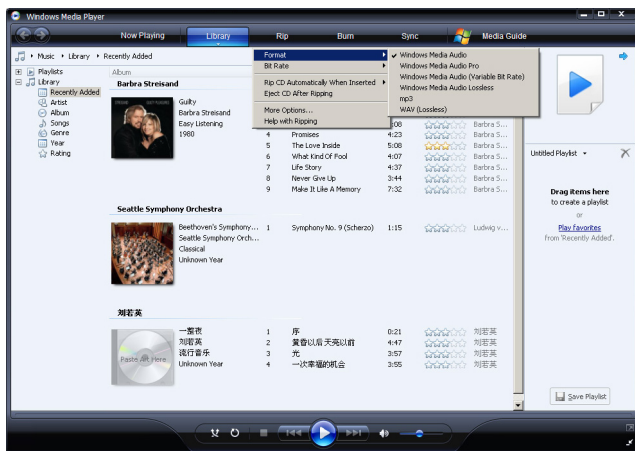 Windows Media Player
Now Playing Library Rip Burn Sync Media Guide
Music Library Recently Added
Playlists
Library
Recently Added
Artist
Album
Songs
Genre
Year
Rating
Album
Format
Bit Rate
Rip CD Automatically When Inserted
Eject CD After Ripping
More Options...
Help with Ripping
Windows Media Audio
Windows Media Audio Pro
Windows Media Audio (Variable Bit Rate)
Windows Media Audio Lossless
mp3
WAV (Lossless)
Barbra Streisand
Guilty
Barbra Streisand
Easy Listening
1980
:08 Barbra S...
4 Promises 4:23 Barbra S...
5 The Love Inside 5:08 Barbra S...
6 What Kind Of Fool 4:07 Barbra S...
7 Life Story 4:37 Barbra S...
8 Never Give Up 3:44 Barbra S...
9 Make It Like A Memory 7:32 Barbra S...
Seattle Symphony Orchestra
Beethoven's Symphony... 1 Symphony No. 9 (Scherzo) 1:15 Ludwig v...
Seattle Symphony Orch...
Classical
Unknown Year
刘若英
Paste Art Here
一整夜 1 序 0:21 刘若英
刘若英 2 黄昏以后天亮以前 4:47 刘若英
流行音乐 3 光 3:57 刘若英
Unknown Year 4 一次幸福的机会 3:55 刘若英
Untitled Playlist
Drag items here
to create a playlist
or
Play favorites
from 'Recently Added'.
Save Playlist